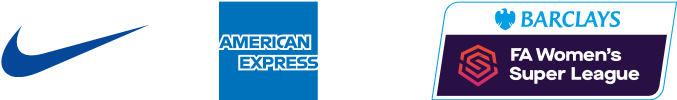 AMERICAN
EXPRESS
BARCLAYS
FA Women's
Super League